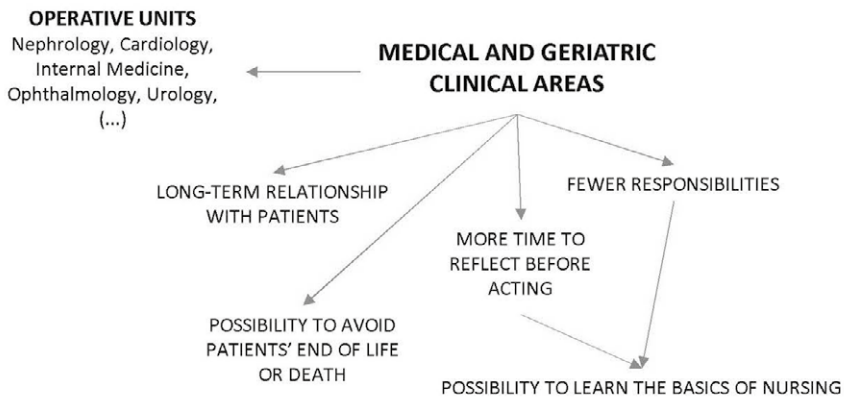 OPERATIVE UNITS
Nephrology, Cardiology,
Internal Medicine,
Ophthalmology, Urology,
(...)
MEDICAL AND GERIATRIC
CLINICAL AREAS
LONG-TERM RELATIONSHIP
WITH PATIENTS
FEWER RESPONSIBILITIES
MORE TIME TO
REFLECT BEFORE
ACTING
POSSIBILITY TO AVOID
PATIENTS’ END OF LIFE
OR DEATH
POSSIBILITY TO LEARN THE BASICS OF NURSING